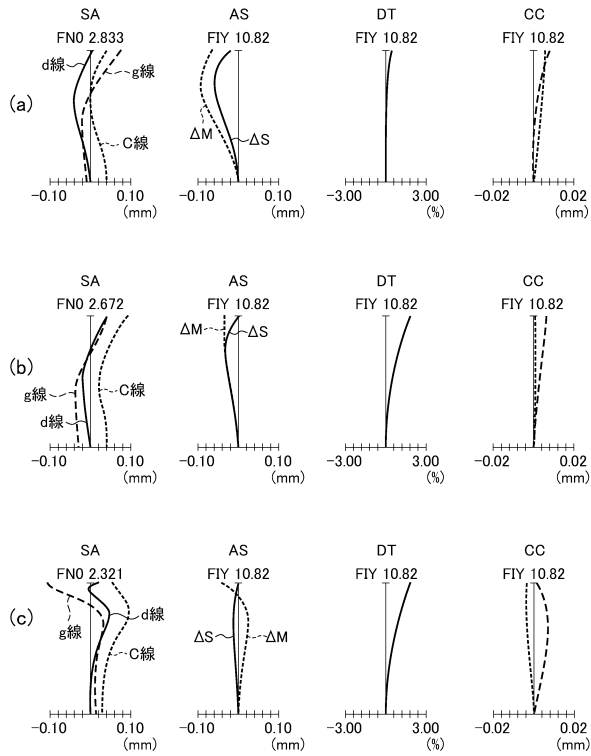 SA AS DT CC
FNO 2.833 FIY 10.82 FIY 10.82 FIY 10.82
d線
g線
(a)
ΔM ΔS
C線
-0.10 0.10 -0.10 0.10 -3.00 3.00 -0.02 0.02
(mm) (mm) (%) (mm)
SA AS DT CC
FNO 2.672 FIY 10.82 FIY 10.82 FIY 10.82
ΔM ΔS
(b)
g線 C線
d線
-0.10 0.10 -0.10 0.10 -3.00 3.00 -0.02 0.02
(mm) (mm) (%) (mm)
SA AS DT CC
FNO 2.321 FIY 10.82 FIY 10.82 FIY 10.82
(c) d線
g線 ΔS ΔM
C線
-0.10 0.10 -0.10 0.10 -3.00 3.00 -0.02 0.02
(mm) (mm) (%) (mm)